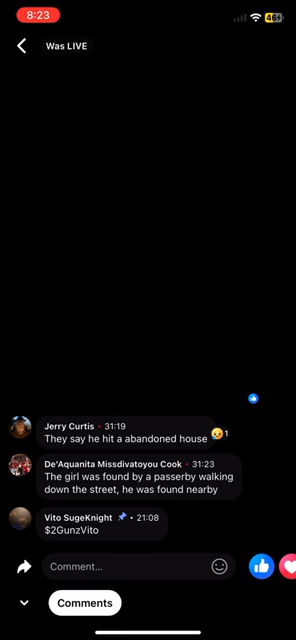 8:23
46
Was LIVE
Jerry Curtis • 31:19
They say he hit a abandoned house
1
De'Aquanita Missdivatoyou Cook • 31:23
The girl was found by a passerby walking
down the street, he was found nearby
Vito SugeKnight • 21:08
$2GunzVito
Comment...
Comments